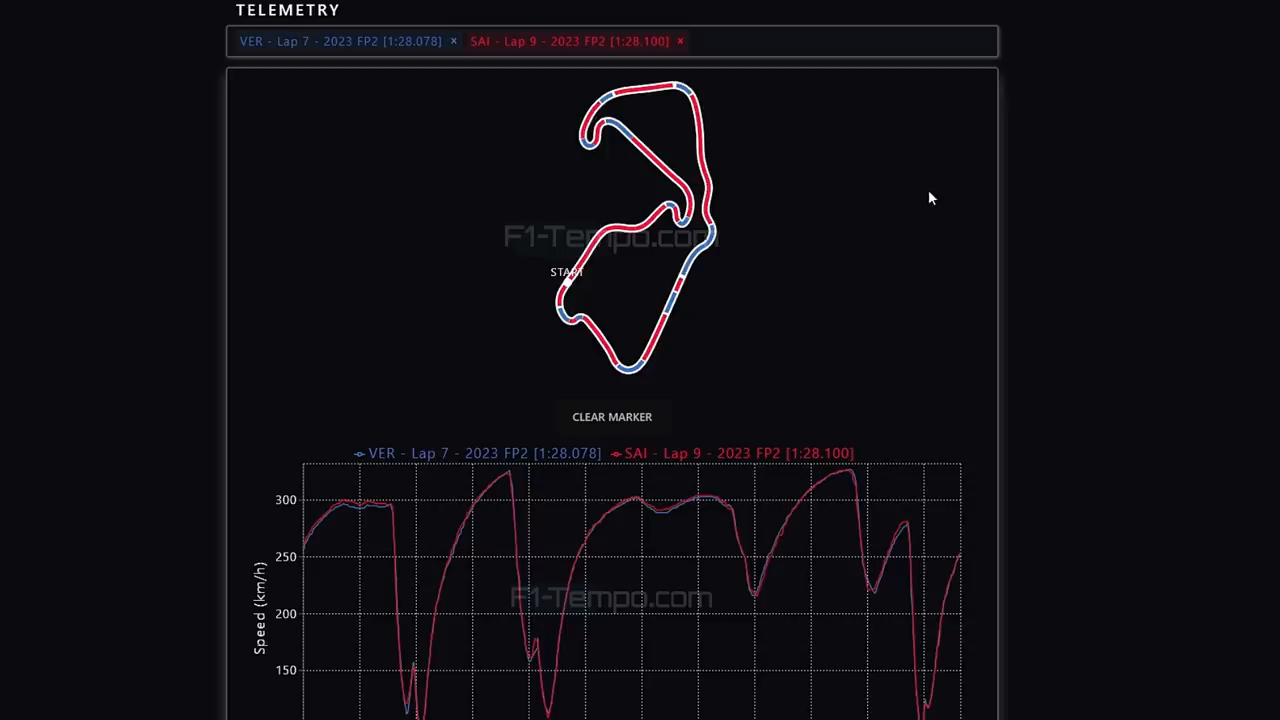 TELEMETRY
VER - Lap 7 - 2023 FP2 [1:28.078] × SAI - Lap 9 - 2023 FP2 [1:28.100] ×
F1-Tempo.com
START
CLEAR MARKER
VER - Lap 7 - 2023 FP2 [1:28.078] SAI - Lap 9 - 2023 FP2 [1:28.100]
300
250
F1-Tempo.com
200
Speed (km/h)
150